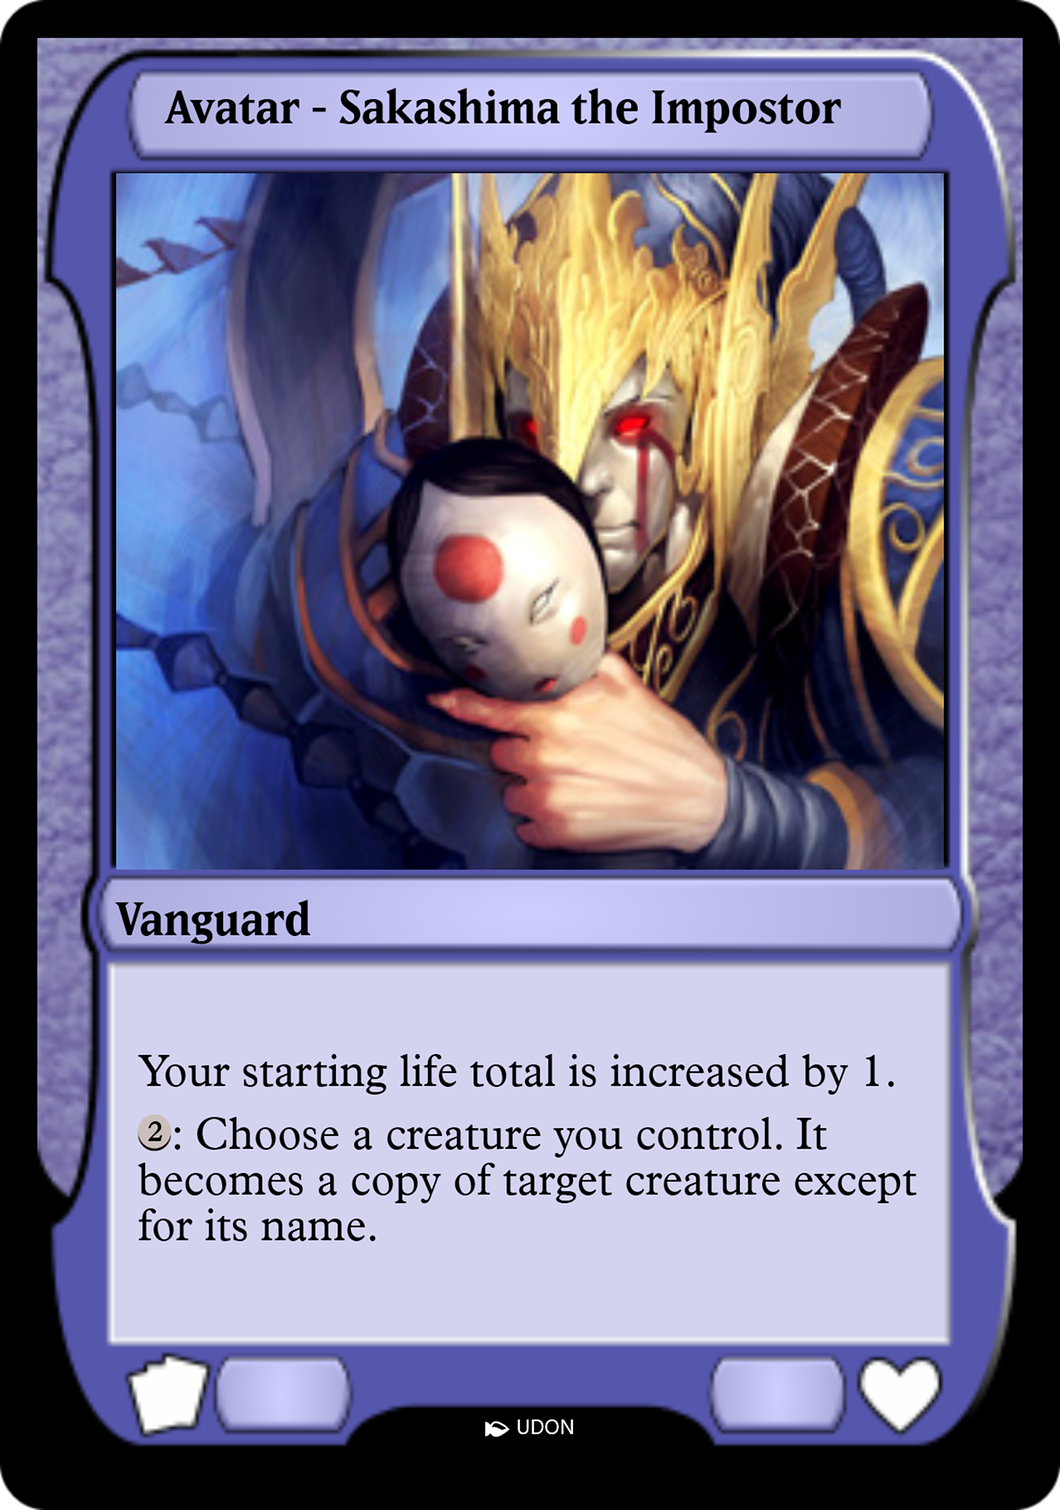 Avatar - Sakashima the Impostor
Vanguard
Your starting life total is increased by 1.
2: Choose a creature you control. It
becomes a copy of target creature except
for its name.
UDON